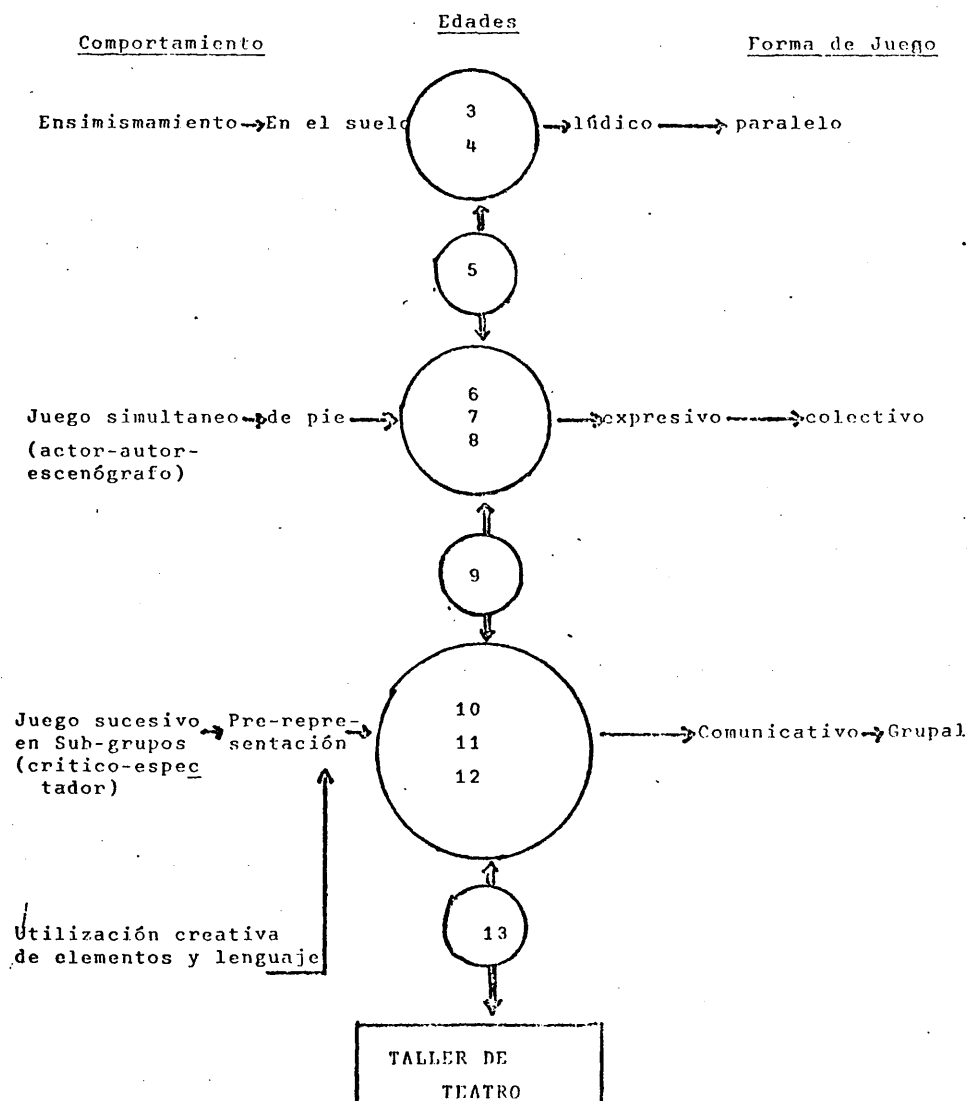 Edades
Comportamiento
Forma de Juego
3
Ensimismamiento En el suelo lúdico paralelo
4
5
6
Juego simultaneo de pie 7 expresivo colectivo
8
(actor-autor-
escenógrafo)
9
10
Juego sucesivo Pre-repre- Comunicativo Grupal
en Sub-grupos sentación 11
(critico-espec
tador)
12
Utilización creativa 13
de elementos y lenguaje
TALLER DE
TEATRO